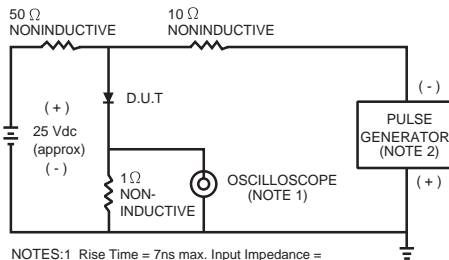 50 Ω
NONINDUCTIVE
10 Ω
NONINDUCTIVE
( + )
25 Vdc
(approx)
( - )
D.U.T
1Ω
NON-
INDUCTIVE
OSCILLOSCOPE
(NOTE 1)
( - )
PULSE
GENERATOR
(NOTE 2)
( + )
NOTES:1 Rise Time = 7ns max. Input Impedance =